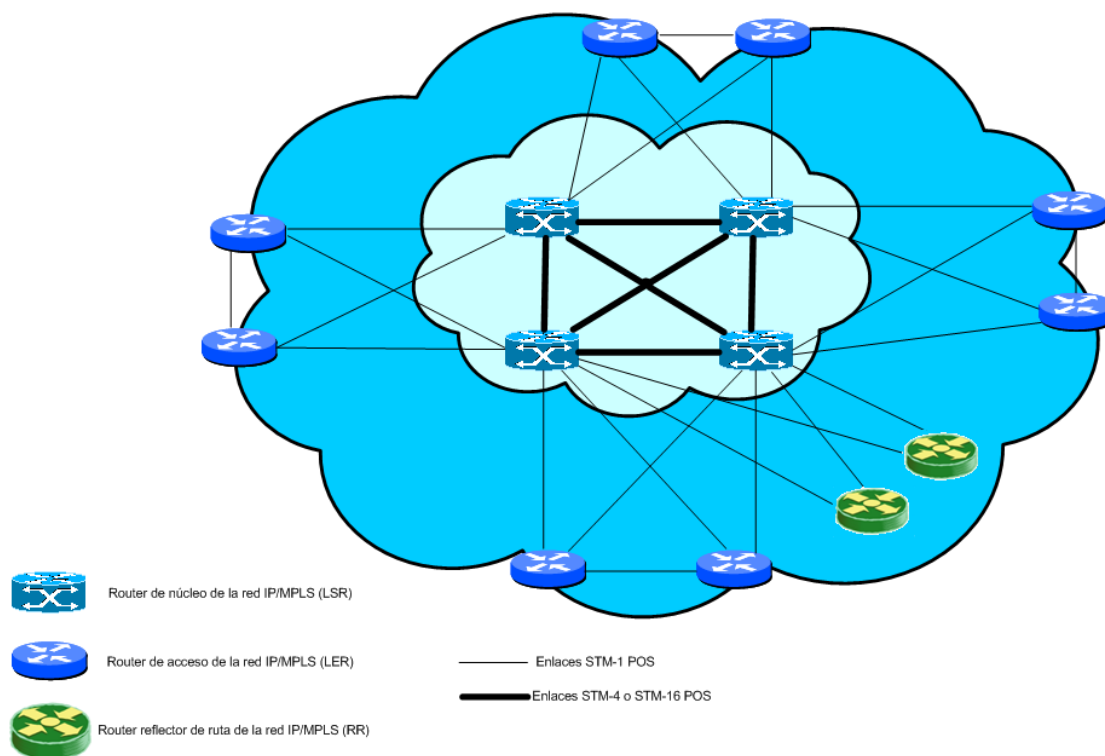 Router de núcleo de la red IP/MPLS (LSR)
Router de acceso de la red IP/MPLS (LER)
Enlaces STM-1 POS
Enlaces STM-4 o STM-16 POS
Router reflector de ruta de la red IP/MPLS (RR)